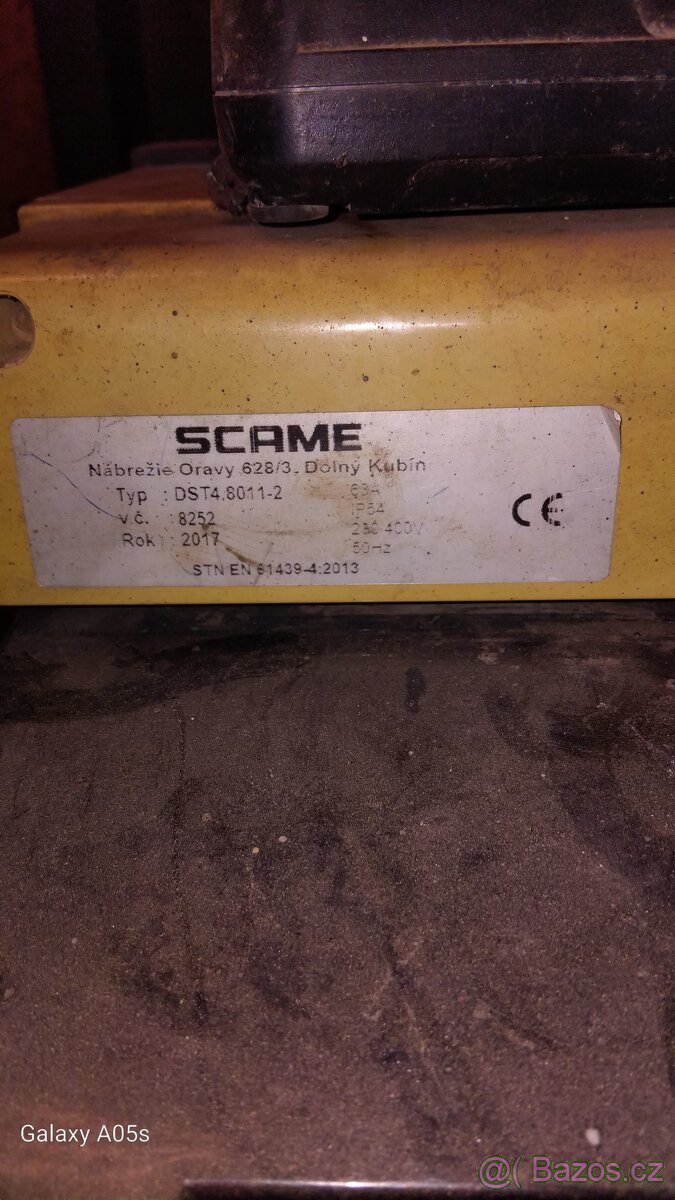 SCAME
Nábrežie Oravy 628/3, Dolný Kubín
Typ : DST4.8011-2 63A
v.č. : 8252 IP54
Rok : 2017 230-400V
50Hz
STN EN 61439-4:2013
CE
Galaxy A05s
@( Bazos.cz